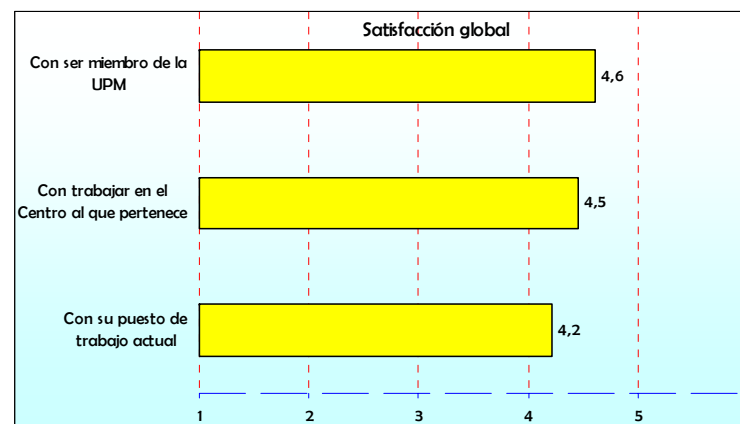 Satisfacción global
Con ser miembro de la
UPM
4,6
Con trabajar en el
Centro al que pertenece
4,5
Con su puesto de
trabajo actual
4,2
1 2 3 4 5